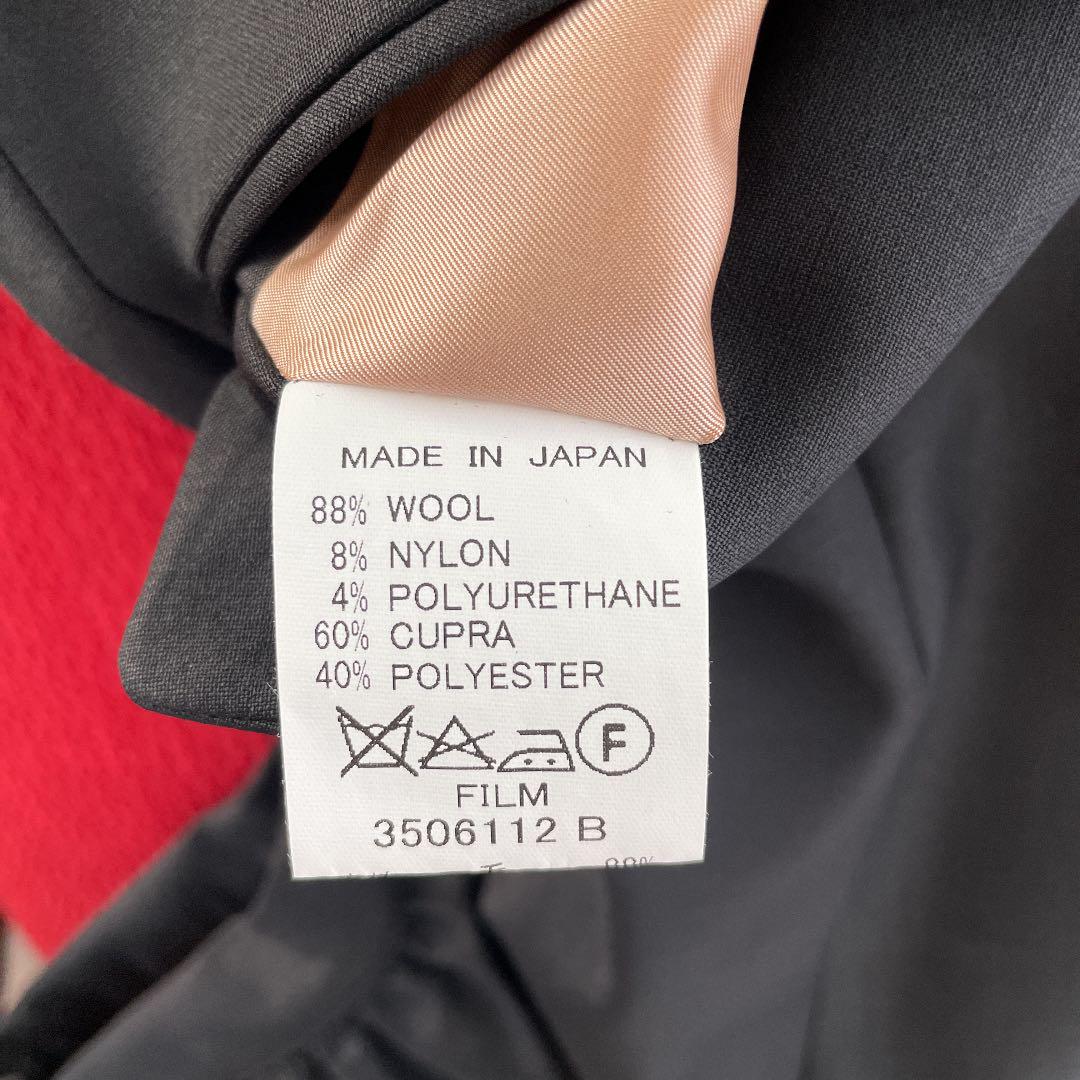 MADE IN JAPAN
88% WOOL
8% NYLON
4% POLYURETHANE
60% CUPRA
40% POLYESTER
F
FILM
3506112 B